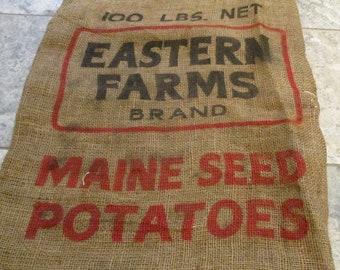 100 LBS. NET
EASTERN
FARMS
BRAND
MAINE SEED
POTATOES